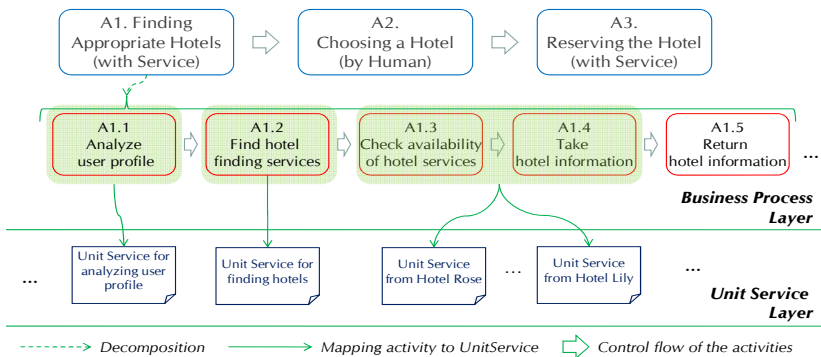 A1. Finding
Appropriate Hotels
(with Service)
A2.
Choosing a Hotel
(by Human)
A3.
Reserving the Hotel
(with Service)
A1.1
Analyze
user profile
A1.2
Find hotel
finding services
A1.3
Check availability
of hotel services
A1.4
Take
hotel information
A1.5
Return
hotel information
...
Business Process
Layer
...
Unit Service for
analyzing user
profile
Unit Service for
finding hotels
Unit Service
from Hotel Rose
...
Unit Service
from Hotel Lily
...
Unit Service
Layer
Decomposition
Mapping activity to UnitService
Control flow of the activities